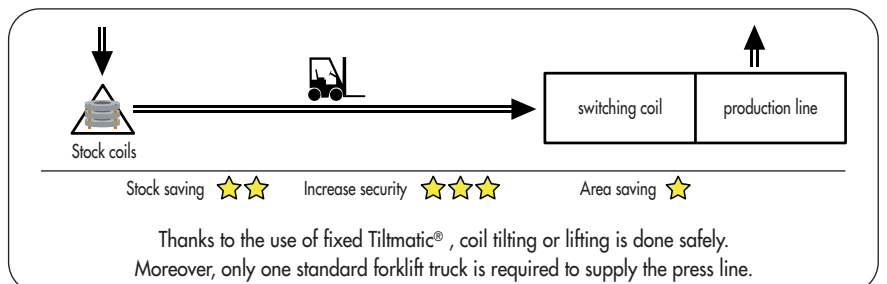 switching coil
production line
Stock coils
Stock saving
Increase security
Area saving
Thanks to the use of fixed Tiltmatic® , coil tilting or lifting is done safely.
Moreover, only one standard forklift truck is required to supply the press line.